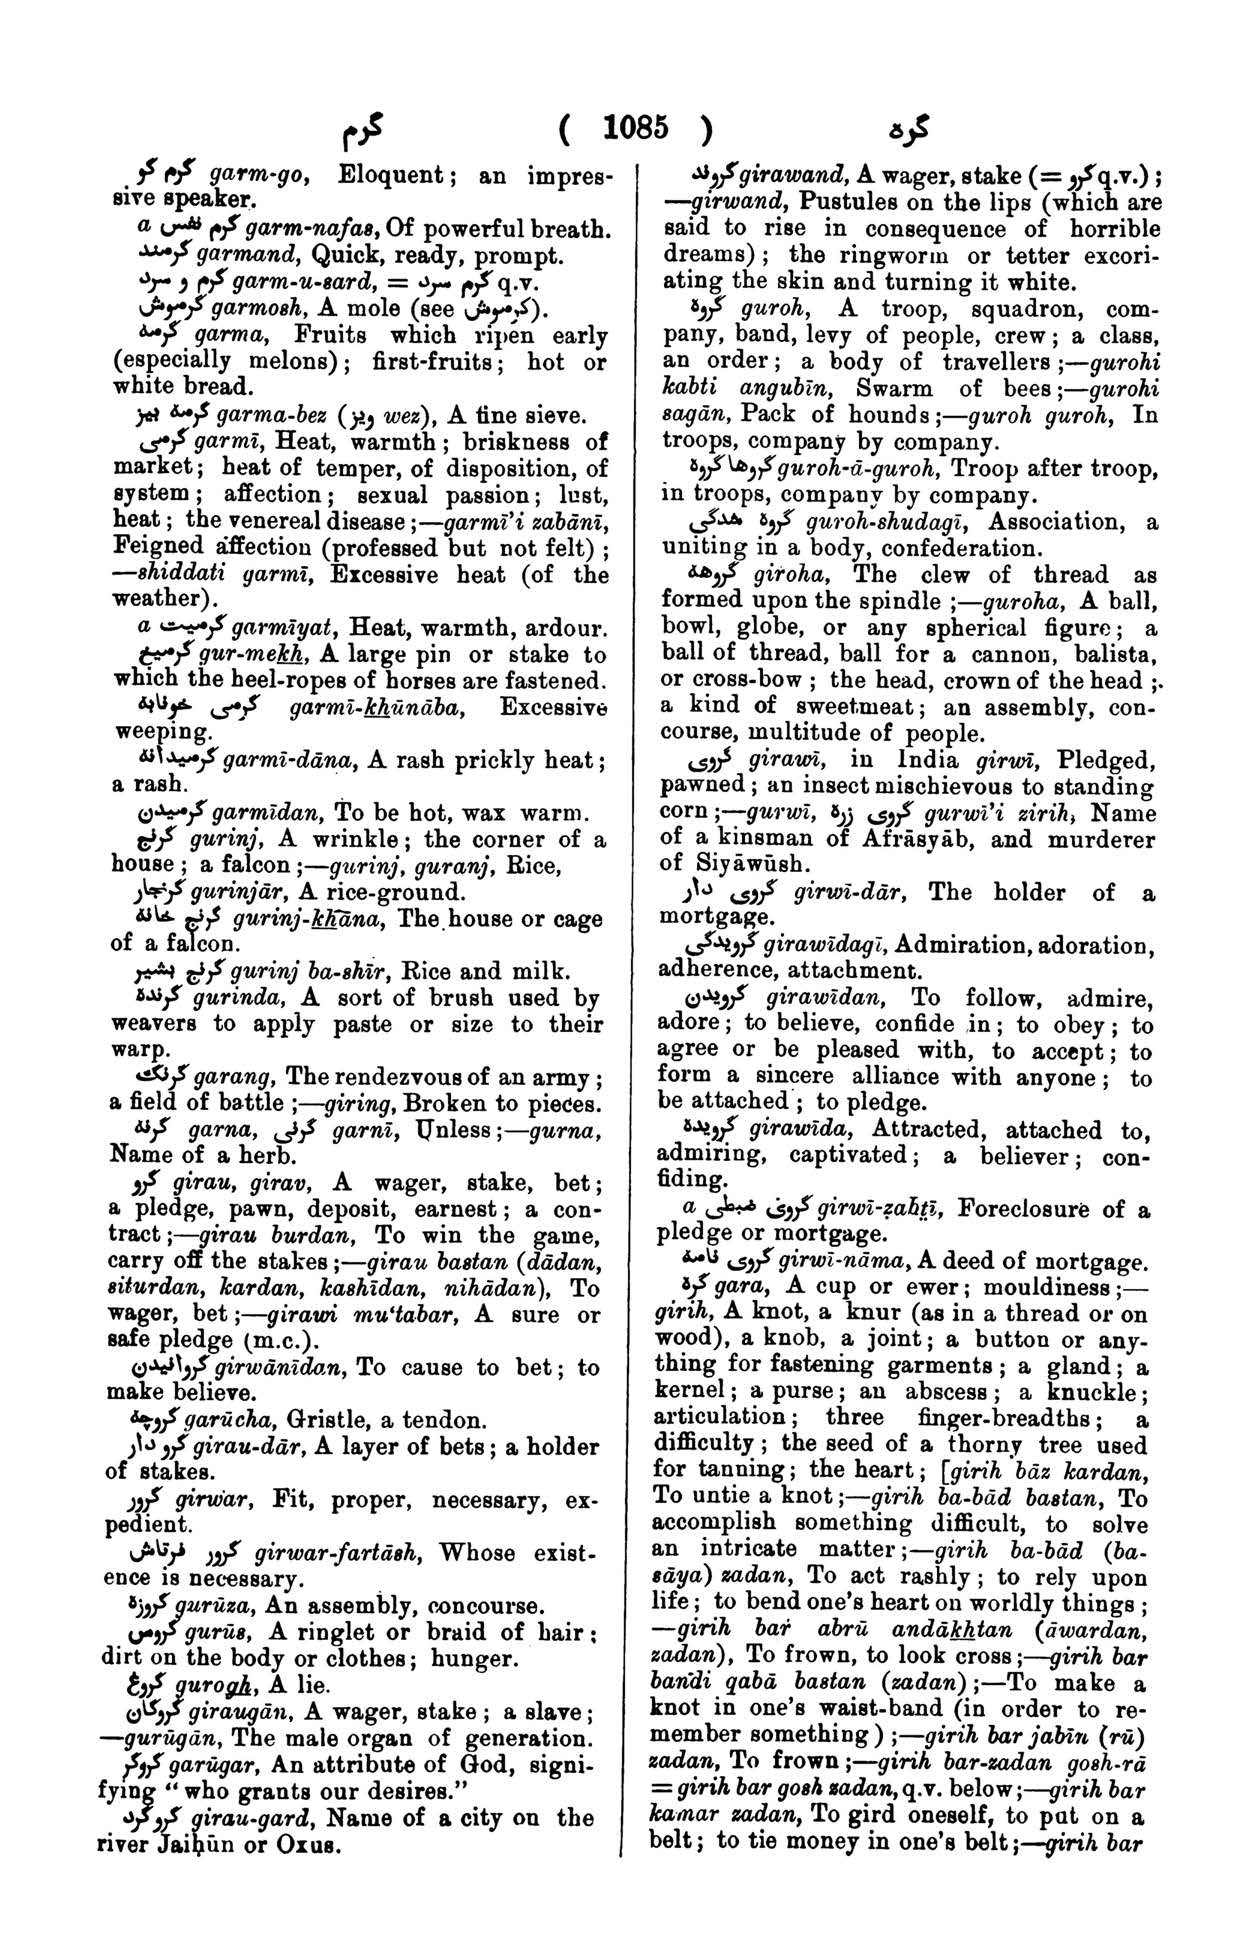 گرم ( 1085 ) گره
گرم گو garm-go, Eloquent; an impres-
sive speaker.
a گرم نفس garm-nafas, Of powerful breath.
گرمند garmand, Quick, ready, prompt.
گرم و سرد garm-u-sard, = گرم سرد q.v.
گرموش garmosh, A mole (see کرموش).
گرمه garma, Fruits which ripen early
(especially melons); first-fruits; hot or
white bread.
گرمه بیز garma-bez (ویز wez), A fine sieve.
گرمی garmī, Heat, warmth; briskness of
market; heat of temper, of disposition, of
system; affection; sexual passion; lust,
heat; the venereal disease;—garmī'i zabānī,
Feigned affection (professed but not felt);
—shiddati garmī, Excessive heat (of the
weather).
a گرمیت garmīyat, Heat, warmth, ardour.
گرمیخ gur-mekh, A large pin or stake to
which the heel-ropes of horses are fastened.
گرمی خونابه garmī-khūnāba, Excessive
weeping.
گرمیدانه garmī-dāna, A rash prickly heat;
a rash.
گرمیدن garmīdan, To be hot, wax warm.
گرنج gurinj, A wrinkle; the corner of a
house; a falcon;—gurinj, guranj, Rice,
گرنجار gurinjār, A rice-ground.
گرنج خانه gurinj-khāna, The house or cage
of a falcon.
گرنج بشیر gurinj ba-shīr, Rice and milk.
گرنده gurinda, A sort of brush used by
weavers to apply paste or size to their
warp.
گرنگ garang, The rendezvous of an army;
a field of battle;—giring, Broken to pieces.
گرنه garna, گرنی garnī, Unless;—gurna,
Name of a herb.
گرو girau, girav, A wager, stake, bet;
a pledge, pawn, deposit, earnest; a con-
tract;—girau burdan, To win the game,
carry off the stakes;—girau bastan (dādan,
siturdan, kardan, kashīdan, nihādan), To
wager, bet;—girawi mu‘tabar, A sure or
safe pledge (m.c.).
گروانیدن girwānīdan, To cause to bet; to
make believe.
گروچه garūcha, Gristle, a tendon.
گرو دار girau-dār, A layer of bets; a holder
of stakes.
گرور girwar, Fit, proper, necessary, ex-
pedient.
گرور فرتاش girwar-fartāsh, Whose exist-
ence is necessary.
گروزه gurūza, An assembly, concourse.
گروس gurūs, A ringlet or braid of hair;
dirt on the body or clothes; hunger.
گروغ gurogh, A lie.
گروگان giraugān, A wager, stake; a slave;
—gurūgān, The male organ of generation.
گروگر garūgar, An attribute of God, signi-
fying "who grants our desires."
گروگرد girau-gard, Name of a city on the
river Jaiḥūn or Oxus.
گروند girawand, A wager, stake (= گرو q.v.);
—girwand, Pustules on the lips (which are
said to rise in consequence of horrible
dreams); the ringworm or tetter excori-
ating the skin and turning it white.
گروه guroh, A troop, squadron, com-
pany, band, levy of people, crew; a class,
an order; a body of travellers;—gurohi
kabti angubīn, Swarm of bees;—gurohi
sagān, Pack of hounds;—guroh guroh, In
troops, company by company.
گروها گروه guroh-ā-guroh, Troop after troop,
in troops, company by company.
گروه شدگی guroh-shudagī, Association, a
uniting in a body, confederation.
گروهه giroha, The clew of thread as
formed upon the spindle;—guroha, A ball,
bowl, globe, or any spherical figure; a
ball of thread, ball for a cannon, balista,
or cross-bow; the head, crown of the head;
a kind of sweetmeat; an assembly, con-
course, multitude of people.
گروی girawī, in India girwī, Pledged,
pawned; an insect mischievous to standing
corn;—gurwī, گروی زره gurwī'i zirih, Name
of a kinsman of Afrāsyāb, and murderer
of Siyāwūsh.
گروی دار girwī-dār, The holder of a
mortgage.
گرویدگی girawīdagī, Admiration, adoration,
adherence, attachment.
گرویدن girawīdan, To follow, admire,
adore; to believe, confide in; to obey; to
agree or be pleased with, to accept; to
form a sincere alliance with anyone; to
be attached; to pledge.
گرویده girawīda, Attracted, attached to,
admiring, captivated; a believer; con-
fiding.
a گروی ضبطی girwī-ẓabt̤ī, Foreclosure of a
pledge or mortgage.
گروی نامه girwī-nāma, A deed of mortgage.
گره gara, A cup or ewer; mouldiness;—
girih, A knot, a knur (as in a thread or on
wood), a knob, a joint; a button or any-
thing for fastening garments; a gland; a
kernel; a purse; an abscess; a knuckle;
articulation; three finger-breadths; a
difficulty; the seed of a thorny tree used
for tanning; the heart; [girih bāz kardan,
To untie a knot;—girih ba-bād bastan, To
accomplish something difficult, to solve
an intricate matter;—girih ba-bād (ba-
sāya) zadan, To act rashly; to rely upon
life; to bend one's heart on worldly things;
—girih bar abrū andākhtan (āwardan,
zadan), To frown, to look cross;—girih bar
bandi qabā bastan (zadan);—To make a
knot in one's waist-band (in order to re-
member something);—girih bar jabīn (rū)
zadan, To frown;—girih bar-zadan gosh-rā
= girih bar gosh zadan, q.v. below;—girih bar
kamar zadan, To gird oneself, to put on a
belt; to tie money in one's belt;—girih bar